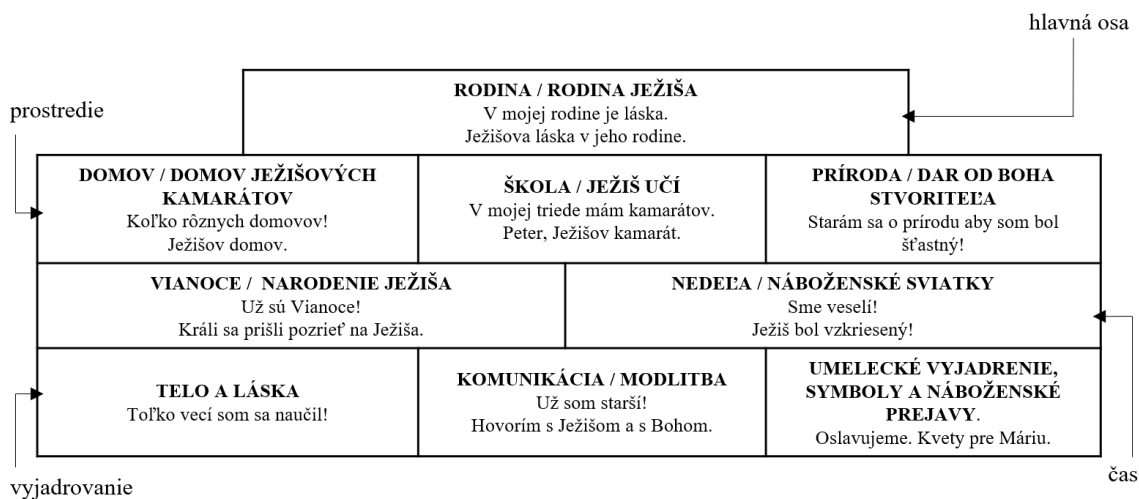 hlavná osa
RODINA / RODINA JEŽIŠA
V mojej rodine je láska.
Ježišova láska v jeho rodine.
prostredie
DOMOV / DOMOV JEŽIŠOVÝCH
KAMARÁTOV
Koľko rôznych domovov!
Ježišov domov.
ŠKOLA / JEŽIŠ UČÍ
V mojej triede mám kamarátov.
Peter, Ježišov kamarát.
PRÍRODA / DAR OD BOHA
STVORITEĽA
Starám sa o prírodu aby som bol
šťastný!
VIANOCE / NARODENIE JEŽIŠA
Už sú Vianoce!
Králi sa prišli pozrieť na Ježiša.
NEDEĽA / NÁBOŽENSKÉ SVIATKY
Sme veselí!
Ježiš bol vzkriesený!
TELO A LÁSKA
Toľko vecí som sa naučil!
KOMUNIKÁCIA / MODLITBA
Už som starší!
Hovorím s Ježišom a s Bohom.
UMELECKÉ VYJADRENIE,
SYMBOLY A NÁBOŽENSKÉ
PREJAVY.
Oslavujeme. Kvety pre Máriu.
vyjadrovanie
čas